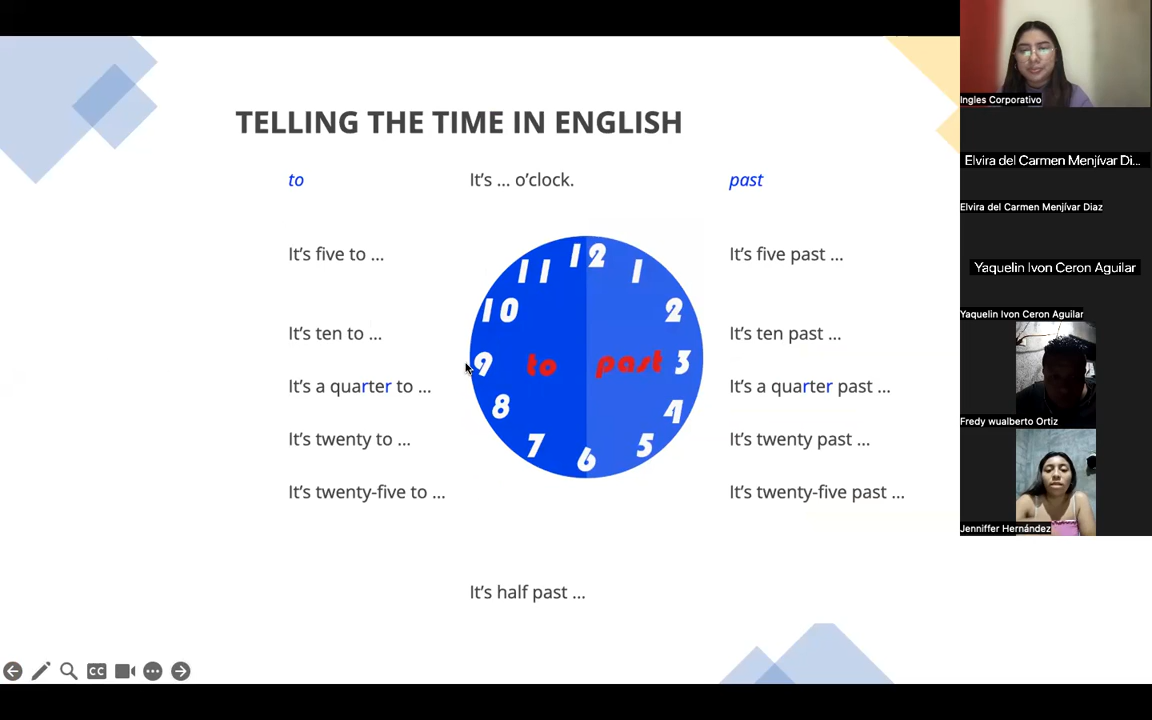 TELLING THE TIME IN ENGLISH
to
It's ... o'clock.
past
It's five to ...
It's ten to ...
It's a quarter to ...
It's twenty to ...
It's twenty-five to ...
12
1
2
3
4
5
6
7
8
9
10
11
to
past
It's five past ...
It's ten past ...
It's a quarter past ...
It's twenty past ...
It's twenty-five past ...
It's half past ...
CC
Ingles Corporativo
Elvira del Carmen Menjívar Di...
Elvira del Carmen Menjívar Diaz
Yaquelin Ivon Ceron Aguilar
Yaquelin Ivon Ceron Aguilar
Fredy wualberto Ortiz
Jenniffer Hernández